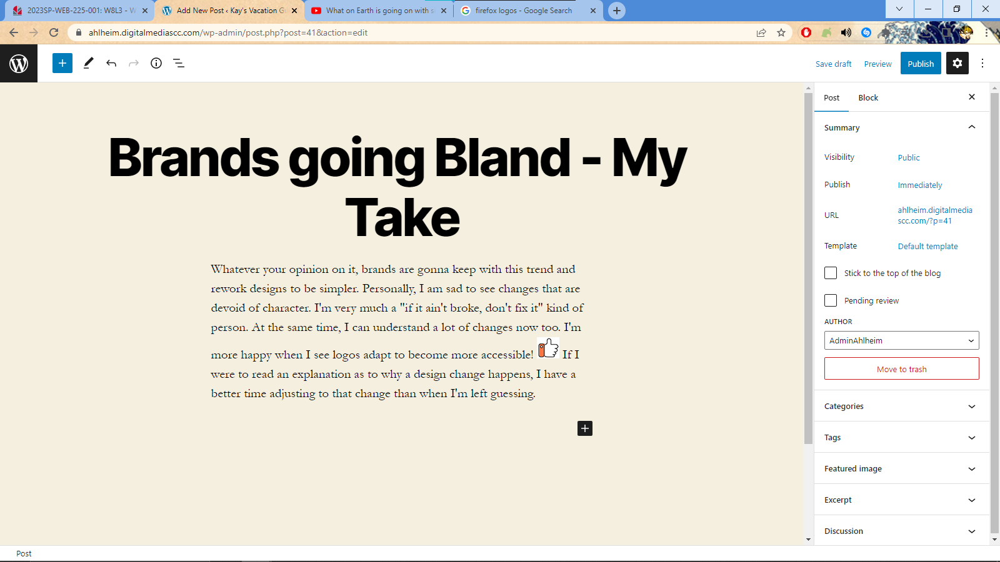 2023SP-WEB-225-001: W8L3 - W
Add New Post ‹ Kay's Vacation G
What on Earth is going on with s
firefox logos - Google Search
ahlheim.digitalmediascc.com/wp-admin/post.php?post=41&action=edit
Save draft
Preview
Publish
Brands going Bland - My
Take
Whatever your opinion on it, brands are gonna keep with this trend and
rework designs to be simpler. Personally, I am sad to see changes that are
devoid of character. I'm very much a "if it ain't broke, don't fix it" kind of
person. At the same time, I can understand a lot of changes now too. I'm
more happy when I see logos adapt to become more accessible! If I
were to read an explanation as to why a design change happens, I have a
better time adjusting to that change than when I'm left guessing.
Post
Block
Summary
Visibility
Public
Publish
Immediately
URL
ahlheim.digitalmedia
scc.com/?p=41
Template
Default template
Stick to the top of the blog
Pending review
AUTHOR
AdminAhlheim
Move to trash
Categories
Tags
Featured image
Excerpt
Discussion
Post